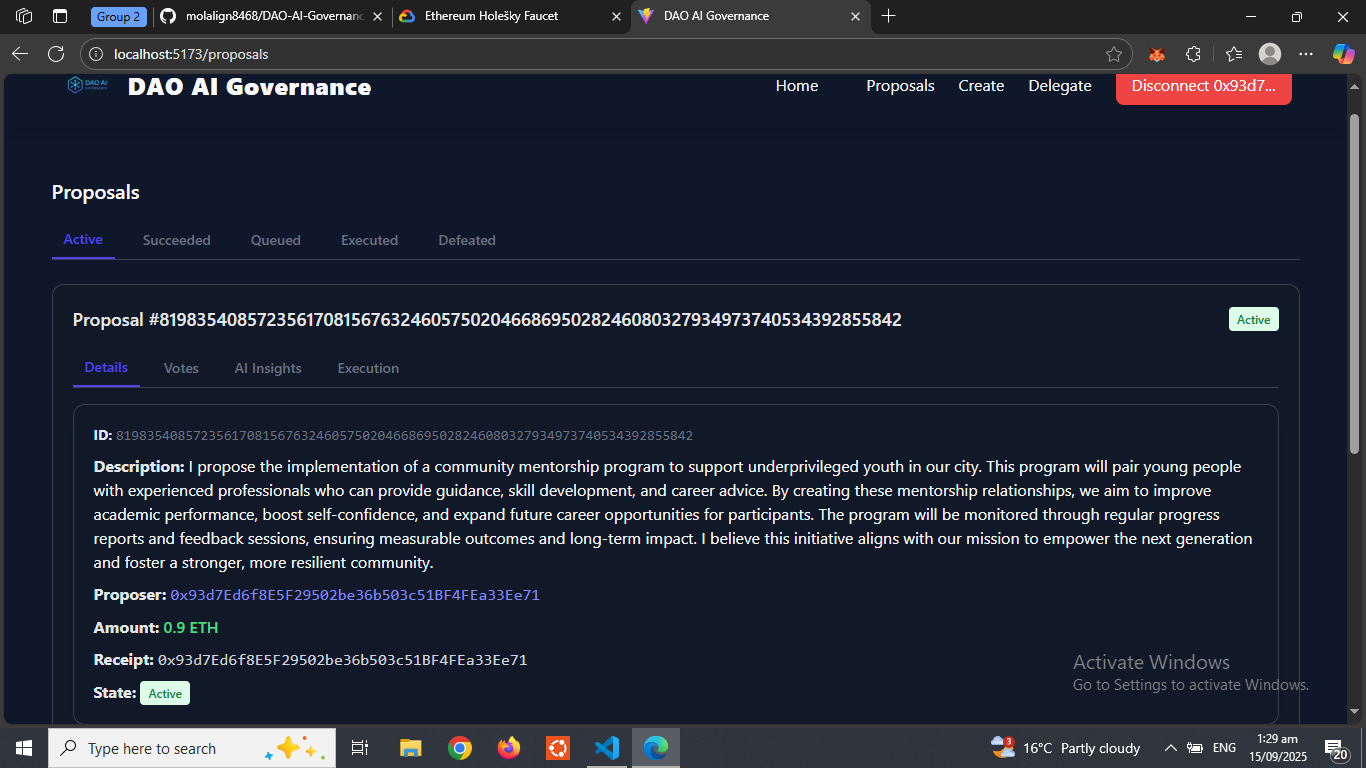 Group 2
molalign8468/DAO-AI-Governanc
Ethereum Holešky Faucet
DAO AI Governance
localhost:5173/proposals
DAO AI
DAO AI Governance
Home Proposals Create Delegate Disconnect 0x93d7...
Proposals
Active Succeeded Queued Executed Defeated
Proposal #81983540857235617081567632460575020466869502824608032793497374053439285​5842 Active
Details Votes AI Insights Execution
ID: 81983540857235617081567632460575020466869502824608032793497374053439285​5842
Description: I propose the implementation of a community mentorship program to support underprivileged youth in our city. This program will pair young people
with experienced professionals who can provide guidance, skill development, and career advice. By creating these mentorship relationships, we aim to improve
academic performance, boost self-confidence, and expand future career opportunities for participants. The program will be monitored through regular progress
reports and feedback sessions, ensuring measurable outcomes and long-term impact. I believe this initiative aligns with our mission to empower the next generation
and foster a stronger, more resilient community.
Proposer: 0x93d7Ed6f8E5F29502be36b503c51BF4FEa33Ee71
Amount: 0.9 ETH
Receipt: 0x93d7Ed6f8E5F29502be36b503c51BF4FEa33Ee71
State: Active
Activate Windows
Go to Settings to activate Windows.
Type here to search
3
16°C Partly cloudy
ENG
1:29 am
15/09/2025
20